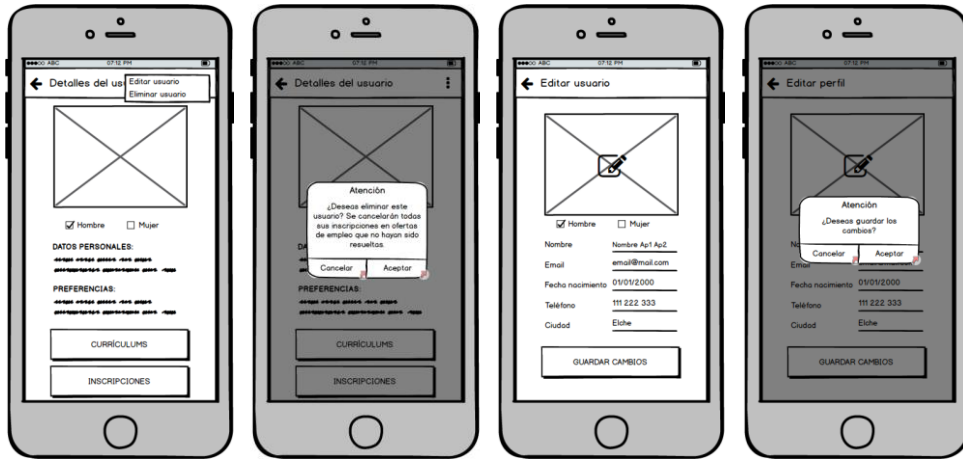 ABC 07:12 PM
Detalles del us
Editar usuario
Eliminar usuario
Hombre Mujer
DATOS PERSONALES:
PREFERENCIAS:
CURRÍCULUMS
INSCRIPCIONES
ABC 07:12 PM
Detalles del usuario
Atención
¿Deseas eliminar este
usuario? Se cancelarán todas
sus inscripciones en ofertas
de empleo que no hayan sido
resueltas.
Cancelar Aceptar
PREFERENCIAS:
CURRÍCULUMS
INSCRIPCIONES
ABC 07:12 PM
Editar usuario
Hombre Mujer
Nombre Nombre Ap1 Ap2
Email email@mail.com
Fecha nacimiento 01/01/2000
Teléfono 111 222 333
Ciudad Elche
GUARDAR CAMBIOS
ABC 07:12 PM
Editar perfil
Atención
¿Deseas guardar los
cambios?
Cancelar Aceptar
Email
Fecha nacimiento 01/01/2000
Teléfono 111 222 333
Ciudad Elche
GUARDAR CAMBIOS